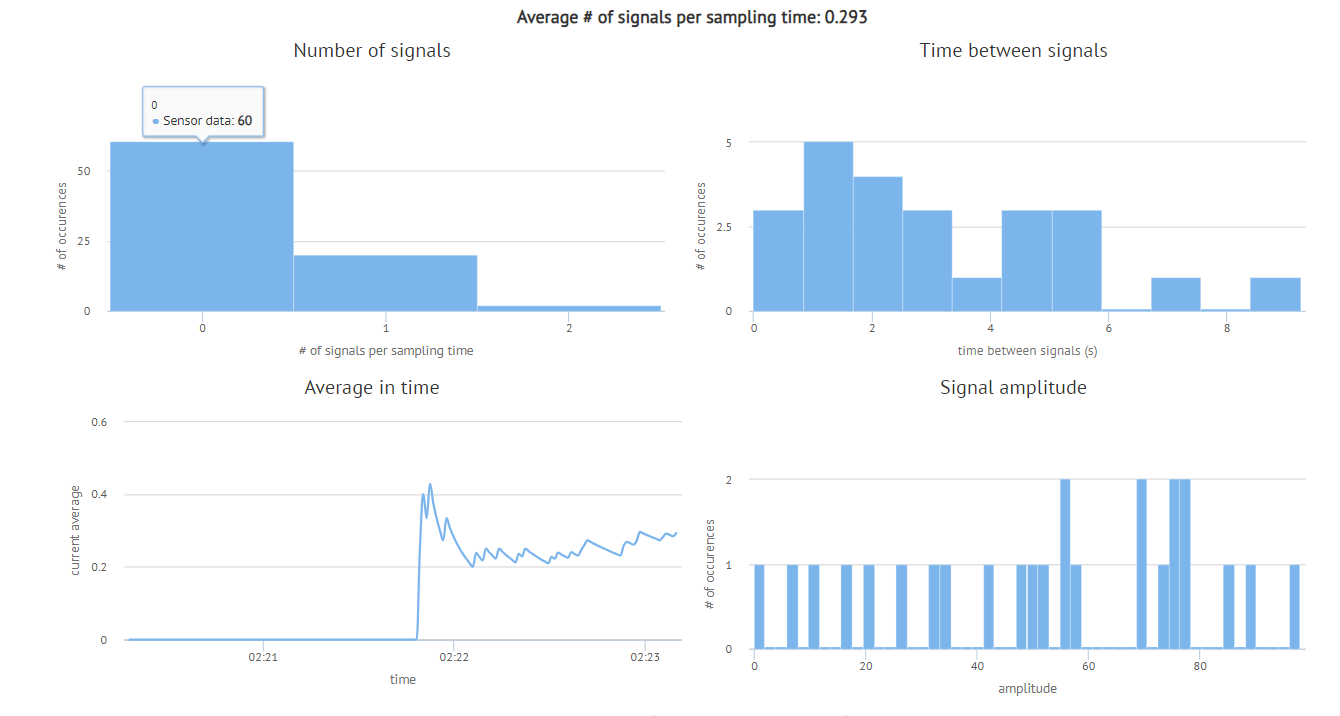 Average # of signals per sampling time: 0.293
Number of signals
0
Sensor data: 60
50
25
0
# of occurences
0 1 2
# of signals per sampling time
Time between signals
5
2.5
0
# of occurences
0 2 4 6 8
time between signals (s)
Average in time
0.6
0.4
0.2
0
current average
02:21 02:22 02:23
time
Signal amplitude
2
1
0
# of occurences
0 20 40 60 80
amplitude